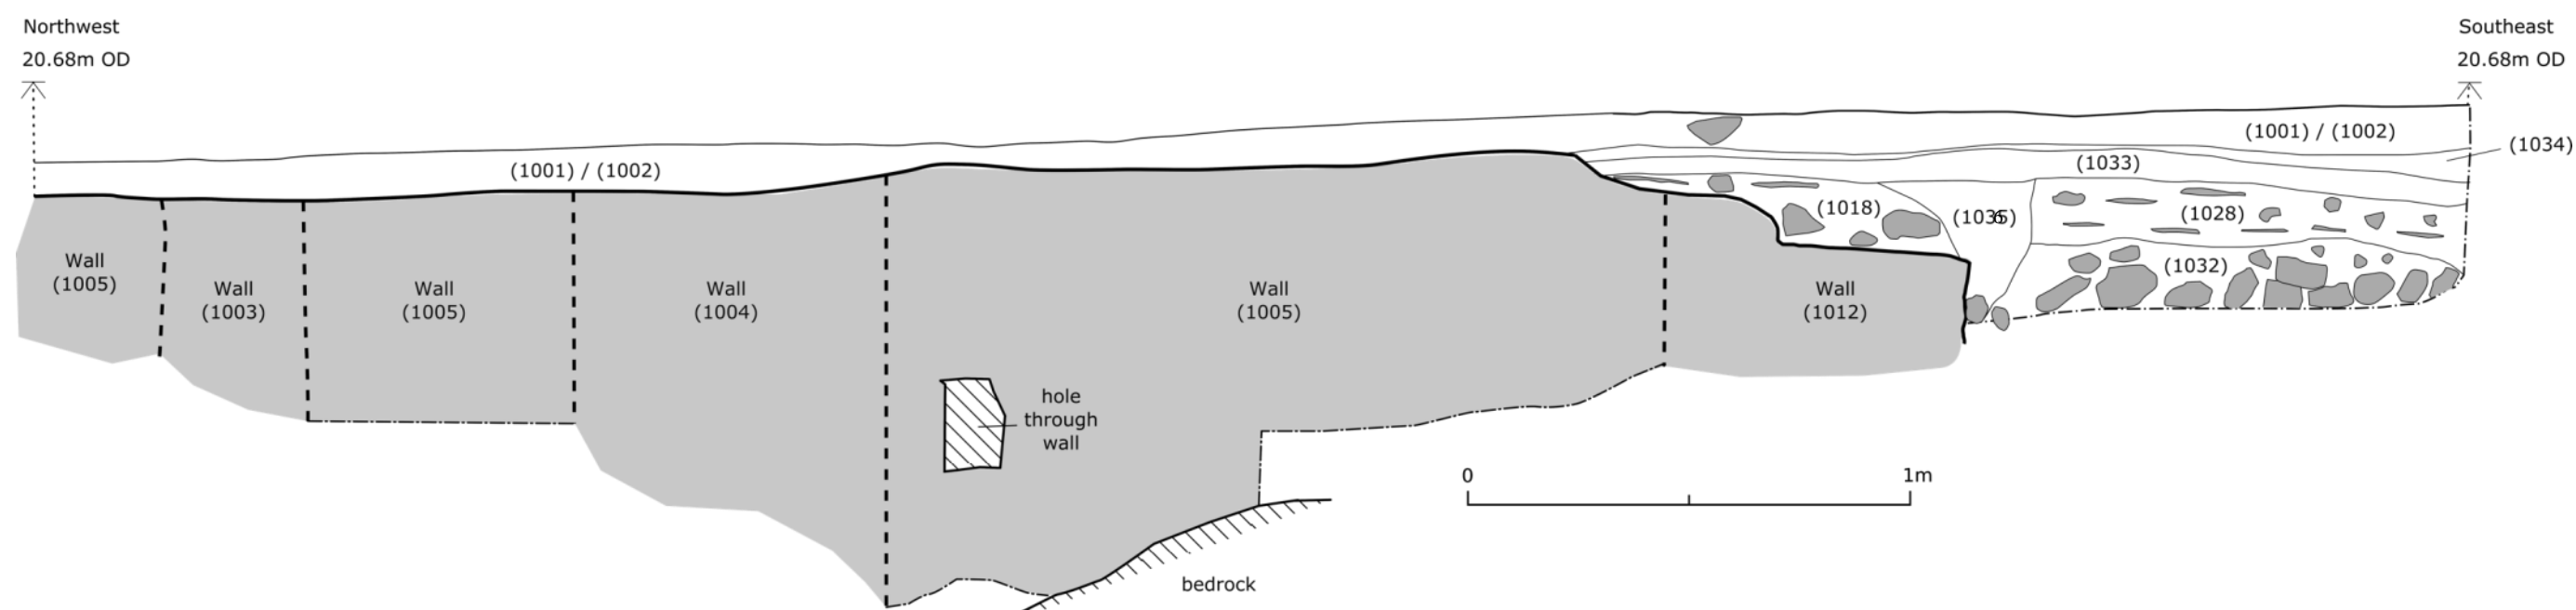 Northwest
20.68m OD
Southeast
20.68m OD
(1001) / (1002)
(1034)
(1033)
(1001) / (1002)
(1018)
(1028)
Wall
(1005)
Wall
(1003)
Wall
(1005)
Wall
(1004)
Wall
(1005)
Wall
(1012)
(1032)
hole
through
wall
0
1m
bedrock